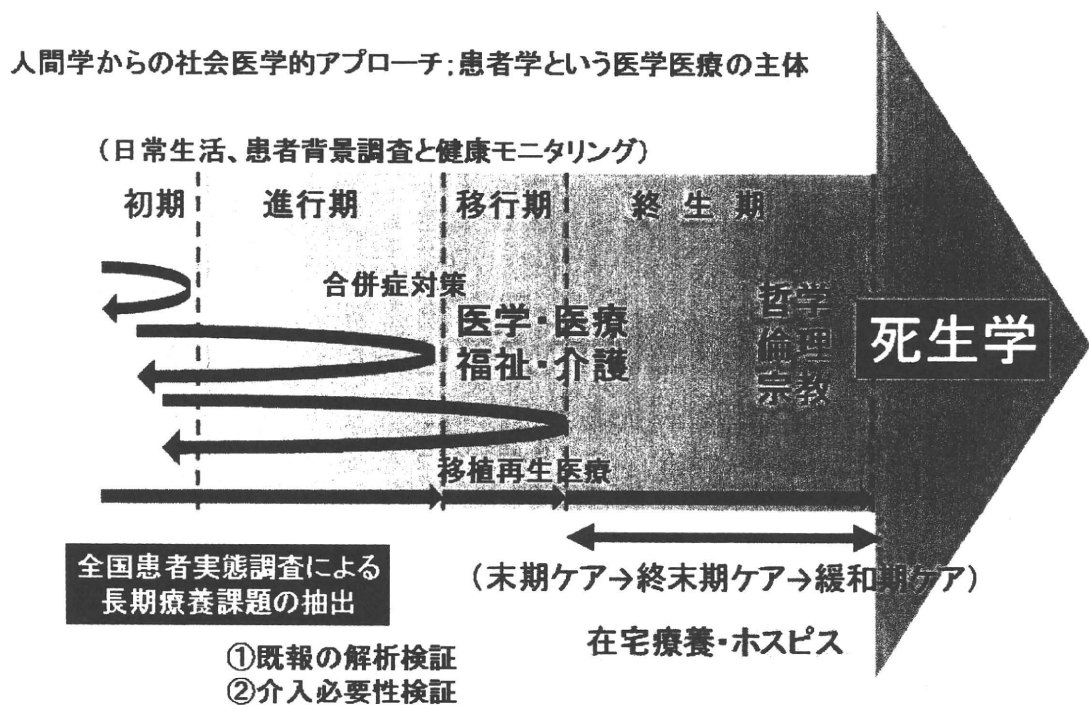 人間学からの社会医学的アプローチ:患者学という医学医療の主体
(日常生活、患者背景調査と健康モニタリング)
初期 進行期 移行期 終生期
合併症対策
医学・医療
福祉・介護
哲学
倫理
宗教
死生学
移植再生医療
全国患者実態調査による
長期療養課題の抽出
(末期ケア→終末期ケア→緩和期ケア)
在宅療養・ホスピス
①既報の解析検証
②介入必要性検証